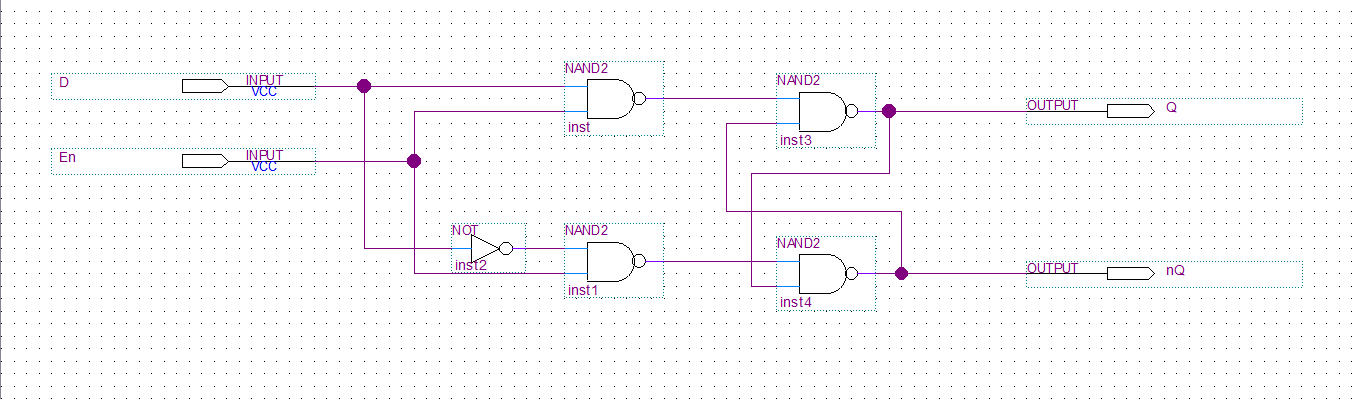 D
INPUT
VCC
NAND2
inst
NAND2
inst3
OUTPUT
Q
En
INPUT
VCC
NOT
inst2
NAND2
inst1
NAND2
inst4
OUTPUT
nQ